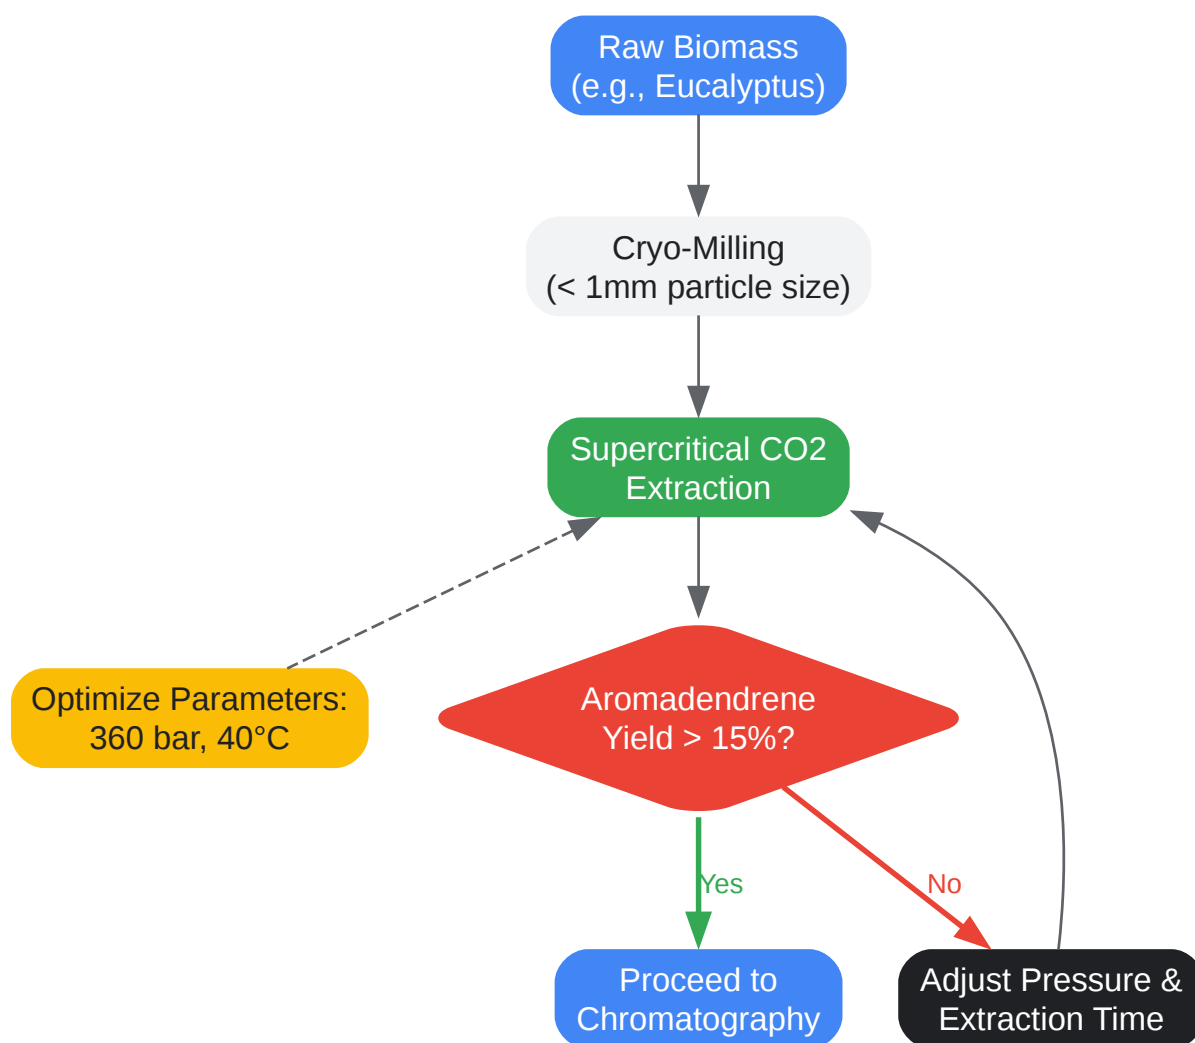 Raw Biomass
(e.g., Eucalyptus)
Cryo-Milling
(< 1mm particle size)
Supercritical CO2
Extraction
Optimize Parameters:
360 bar, 40°C
Aromadendrene
Yield > 15%?
Yes
No
Proceed to
Chromatography
Adjust Pressure &
Extraction Time